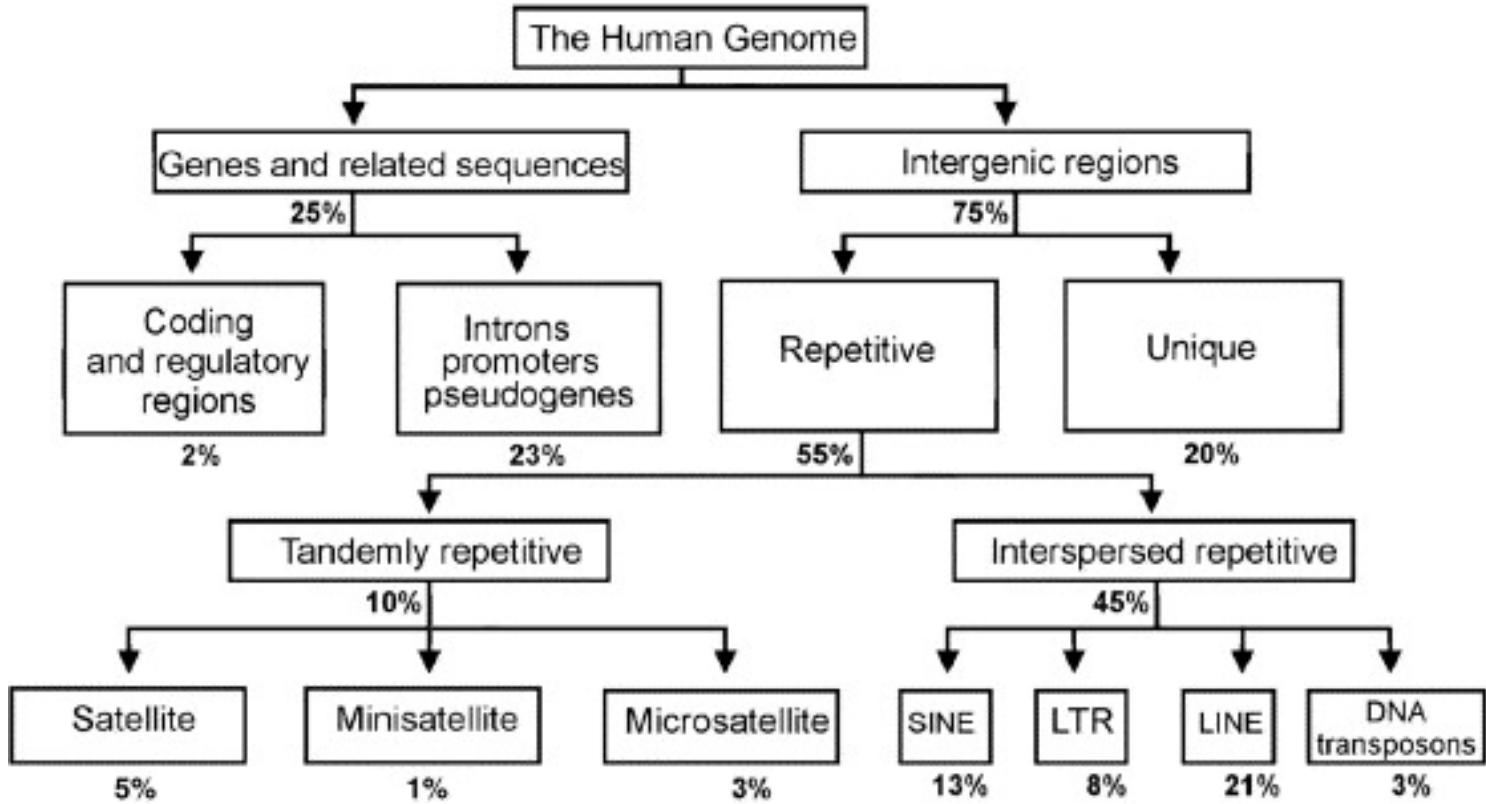 The Human Genome
Genes and related sequences
Intergenic regions
25%
75%
Coding
and regulatory
regions
Introns
promoters
pseudogenes
Repetitive
Unique
2%
23%
55%
20%
Tandemly repetitive
Interspersed repetitive
10%
45%
Satellite
Minisatellite
Microsatellite
SINE
LTR
LINE
DNA
transposons
5%
1%
3%
13%
8%
21%
3%